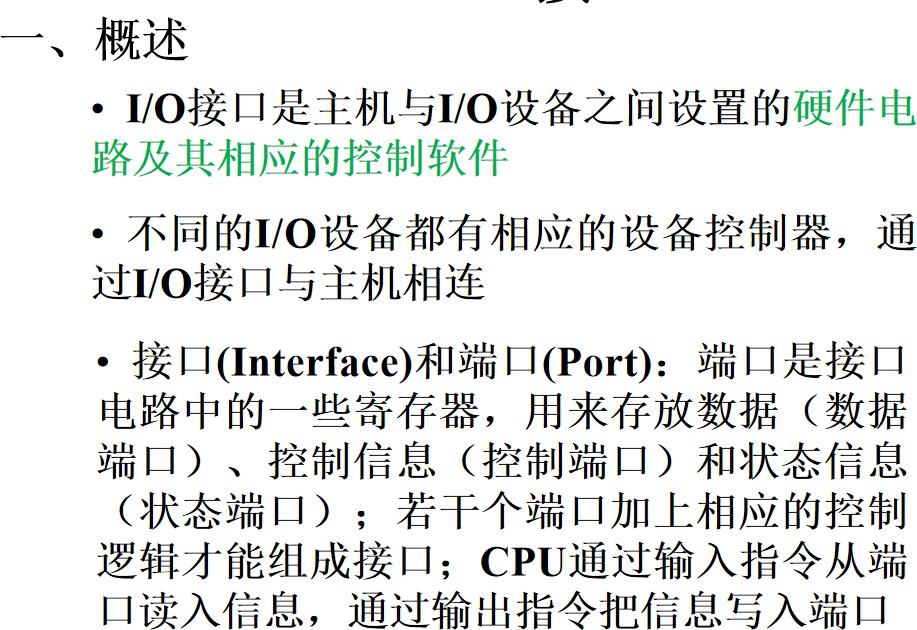 一、概述
• I/O接口是主机与I/O设备之间设置的硬件电
路及其相应的控制软件
• 不同的I/O设备都有相应的设备控制器，通
过I/O接口与主机相连
• 接口(Interface)和端口(Port)：端口是接口
电路中的一些寄存器，用来存放数据（数据
端口）、控制信息（控制端口）和状态信息
（状态端口）；若干个端口加上相应的控制
逻辑才能组成接口；CPU通过输入指令从端
口读入信息，通过输出指令把信息写入端口